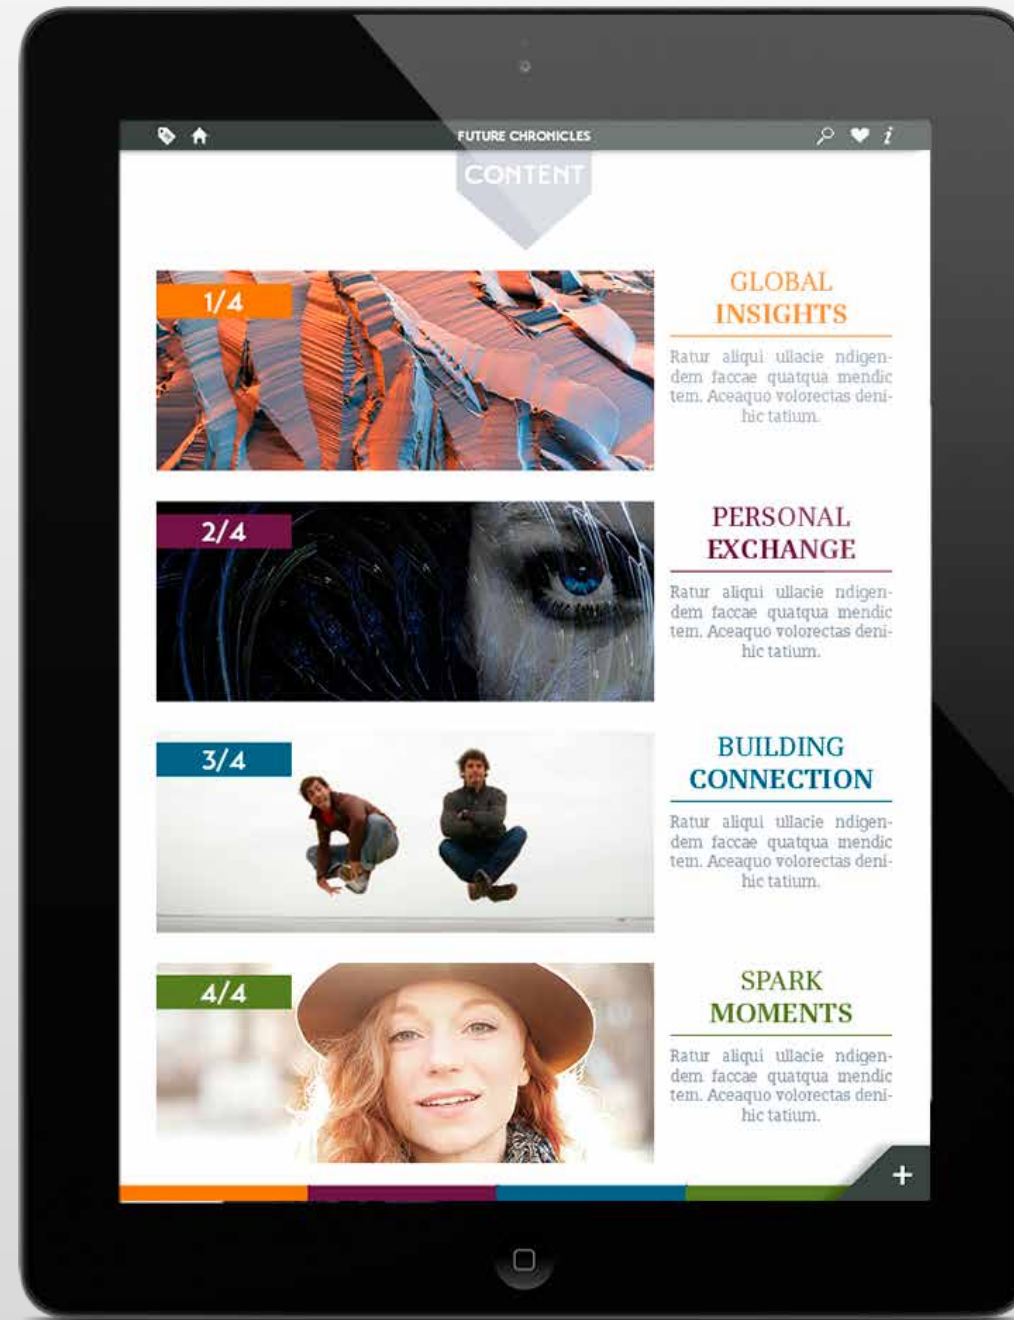 FUTURE CHRONICLES
CONTENT
1/4
GLOBAL
INSIGHTS
Ratur aliqui ullacie ndigen-
dem faccae quatqua mendic
tem. Aceaquo volorectas deni-
hic tatium.
2/4
PERSONAL
EXCHANGE
Ratur aliqui ullacie ndigen-
dem faccae quatqua mendic
tem. Aceaquo volorectas deni-
hic tatium.
3/4
BUILDING
CONNECTION
Ratur aliqui ullacie ndigen-
dem faccae quatqua mendic
tem. Aceaquo volorectas deni-
hic tatium.
4/4
SPARK
MOMENTS
Ratur aliqui ullacie ndigen-
dem faccae quatqua mendic
tem. Aceaquo volorectas deni-
hic tatium.